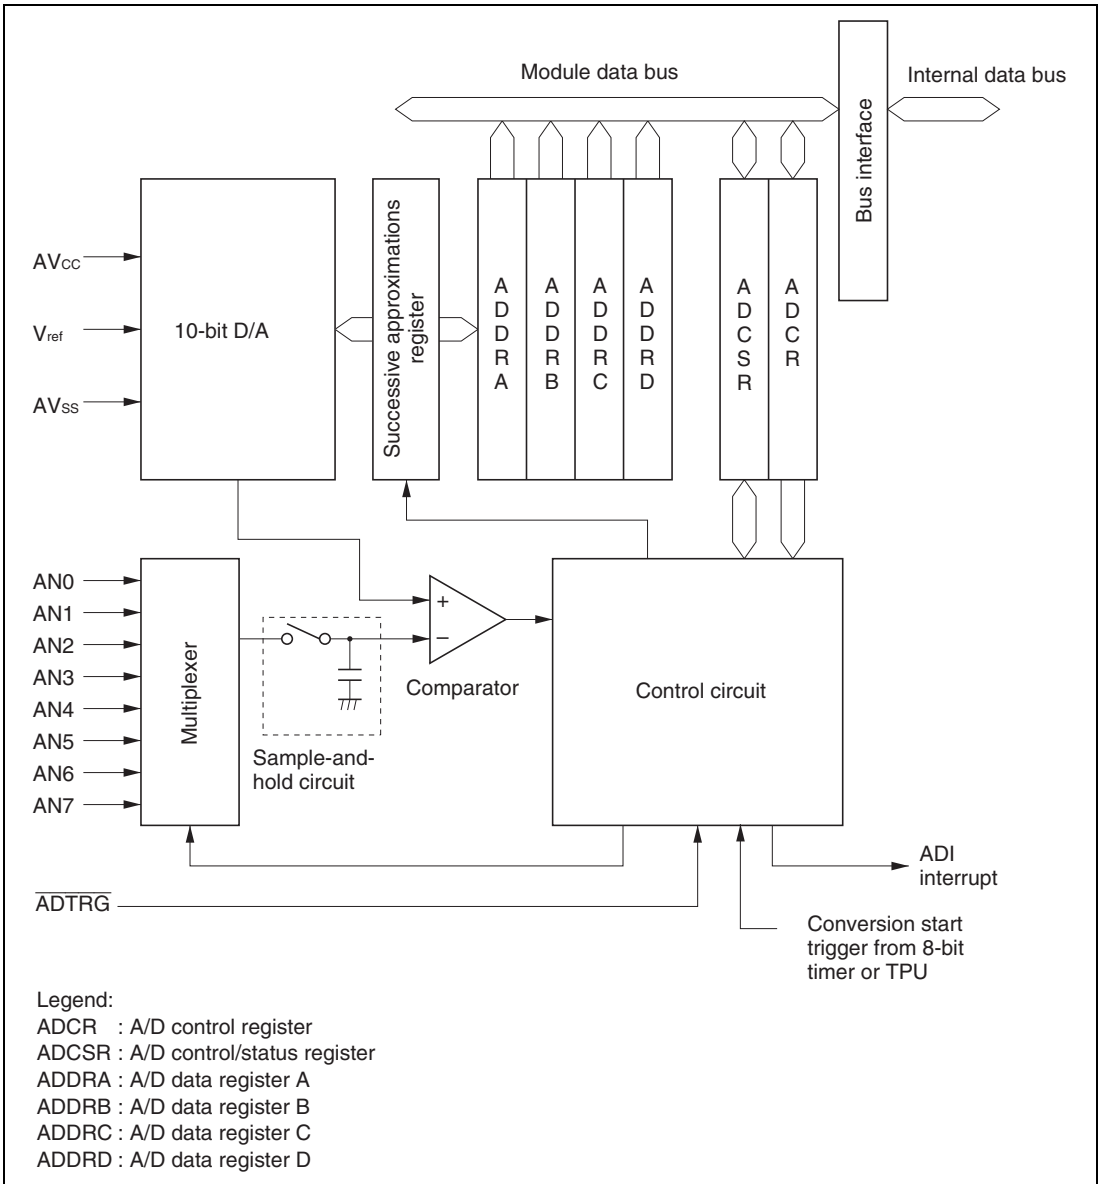 Module data bus
Internal data bus
Bus interface
AVCC
Vref
AVSS
10-bit D/A
Successive approximations
register
ADDRA
ADDRB
ADDRC
ADDRD
ADCSR
ADCR
AN0
AN1
AN2
AN3
AN4
AN5
AN6
AN7
Multiplexer
+
−
Comparator
Sample-and-
hold circuit
Control circuit
ADI
interrupt
ADTRG
Conversion start
trigger from 8-bit
timer or TPU
Legend:
ADCR : A/D control register
ADCSR : A/D control/status register
ADDRA : A/D data register A
ADDRB : A/D data register B
ADDRC : A/D data register C
ADDRD : A/D data register D